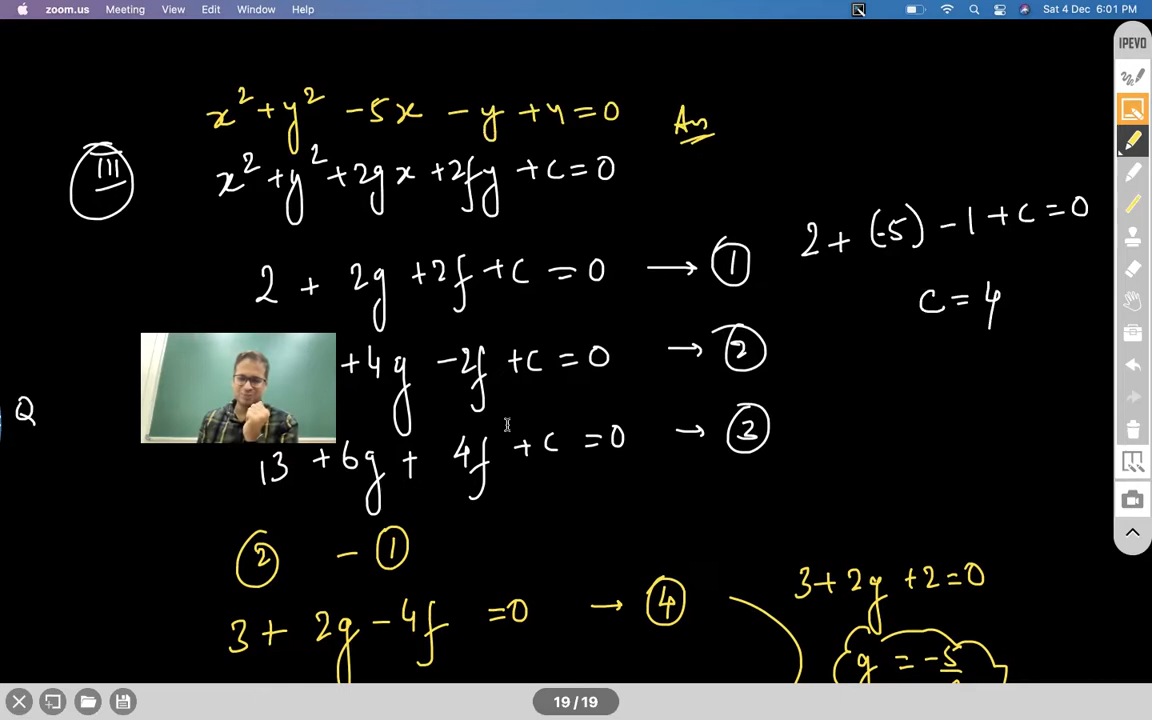 zoom.us Meeting View Edit Window Help Sat 4 Dec 6:01 PM
IPEVO
x² + y² - 5x - y + 4 = 0 Ans
III x² + y² + 2gx + 2fy + c = 0
2 + (-5) - 1 + c = 0
2 + 2g + 2f + c = 0 → ①
c = 4
+ 4g - 2f + c = 0 → ②
Q
13 + 6g + 4f + c = 0 → ③
② - ①
3 + 2g + 2 = 0
3 + 2g - 4f = 0 → ④
g = -5
19 / 19